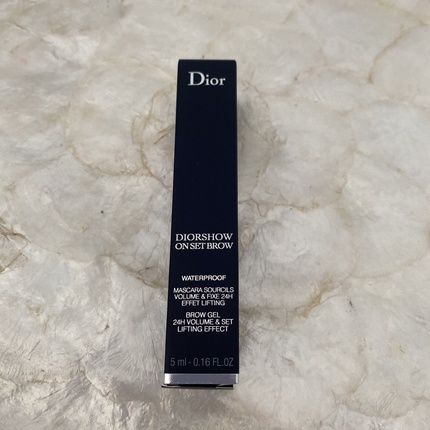 Dior
DIORSHOW
ON SET BROW
WATERPROOF
MASCARA SOURCILS
VOLUME & FIXE 24H
EFFET LIFTING
BROW GEL
24H VOLUME & SET
LIFTING EFFECT
5 ml - 0.16 FL.OZ